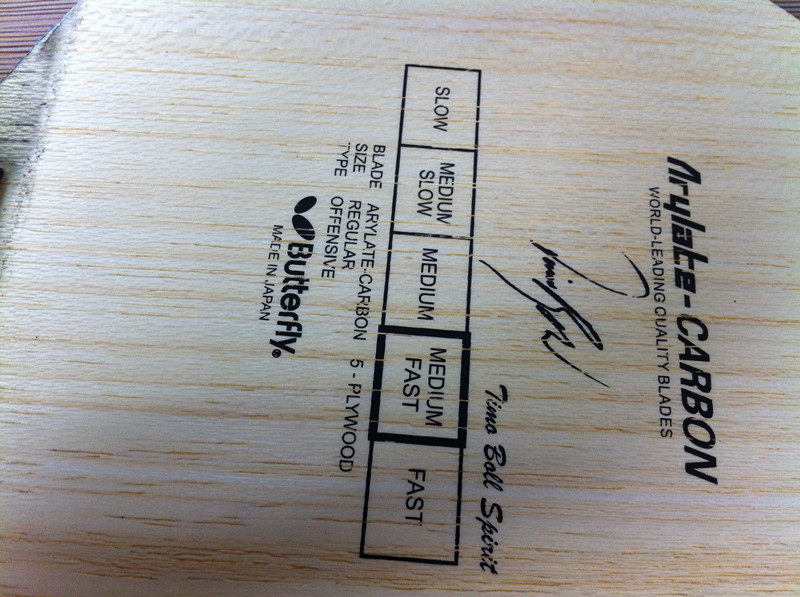 Arylate-CARBON
WORLD-LEADING QUALITY BLADES
Timo Boll Spirit
SLOW
MEDIUM SLOW
MEDIUM
MEDIUM FAST
FAST
BLADE ARYLATE-CARBON 5 - PLYWOOD
SIZE REGULAR
TYPE OFFENSIVE
Butterfly®
MADE IN JAPAN